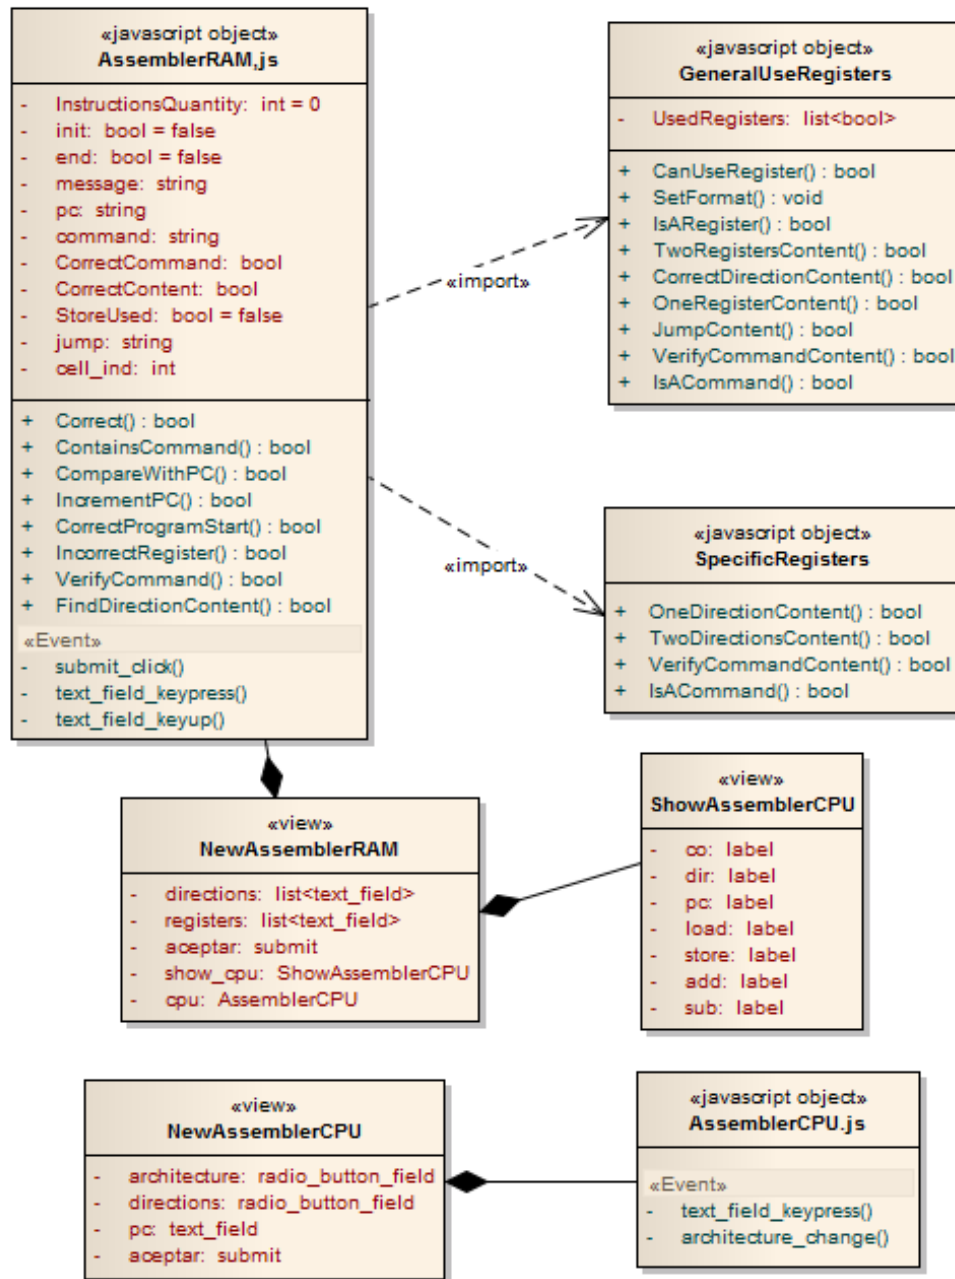 «javascript object»
AssemblerRAM,js
- InstructionsQuantity: int = 0
- init: bool = false
- end: bool = false
- message: string
- pc: string
- command: string
- CorrectCommand: bool
- CorrectContent: bool
- StoreUsed: bool = false
- jump: string
- cell_ind: int
+ Correct() : bool
+ ContainsCommand() : bool
+ CompareWithPC() : bool
+ IncrementPC() : bool
+ CorrectProgramStart() : bool
+ IncorrectRegister() : bool
+ VerifyCommand() : bool
+ FindDirectionContent() : bool
«Event»
- submit_click()
- text_field_keypress()
- text_field_keyup()
«import»
«import»
«javascript object»
GeneralUseRegisters
- UsedRegisters: list<bool>
+ CanUseRegister() : bool
+ SetFormat() : void
+ IsARegister() : bool
+ TwoRegistersContent() : bool
+ CorrectDirectionContent() : bool
+ OneRegisterContent() : bool
+ JumpContent() : bool
+ VerifyCommandContent() : bool
+ IsACommand() : bool
«javascript object»
SpecificRegisters
+ OneDirectionContent() : bool
+ TwoDirectionsContent() : bool
+ VerifyCommandContent() : bool
+ IsACommand() : bool
«view»
NewAssemblerRAM
- directions: list<text_field>
- registers: list<text_field>
- aceptar: submit
- show_cpu: ShowAssemblerCPU
- cpu: AssemblerCPU
«view»
ShowAssemblerCPU
- co: label
- dir: label
- pc: label
- load: label
- store: label
- add: label
- sub: label
«view»
NewAssemblerCPU
- architecture: radio_button_field
- directions: radio_button_field
- pc: text_field
- aceptar: submit
«javascript object»
AssemblerCPU.js
«Event»
- text_field_keypress()
- architecture_change()